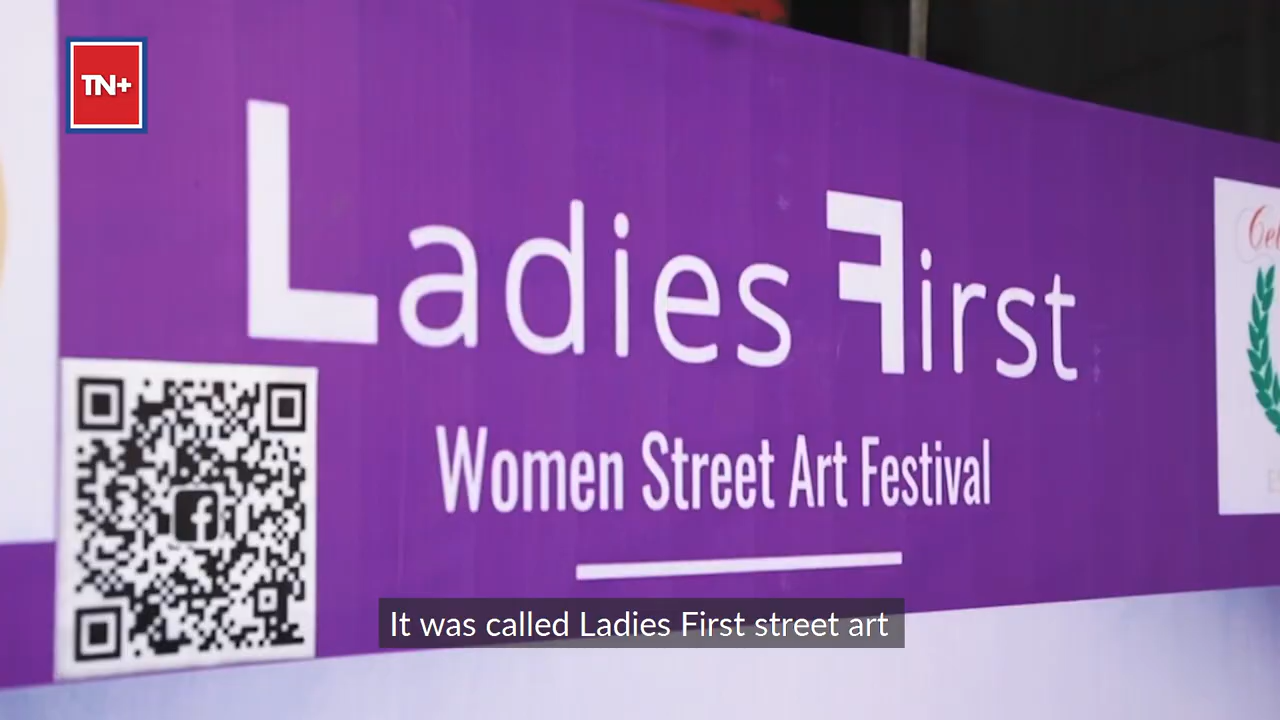 TN+
Ladies First
Women Street Art Festival
It was called Ladies First street art